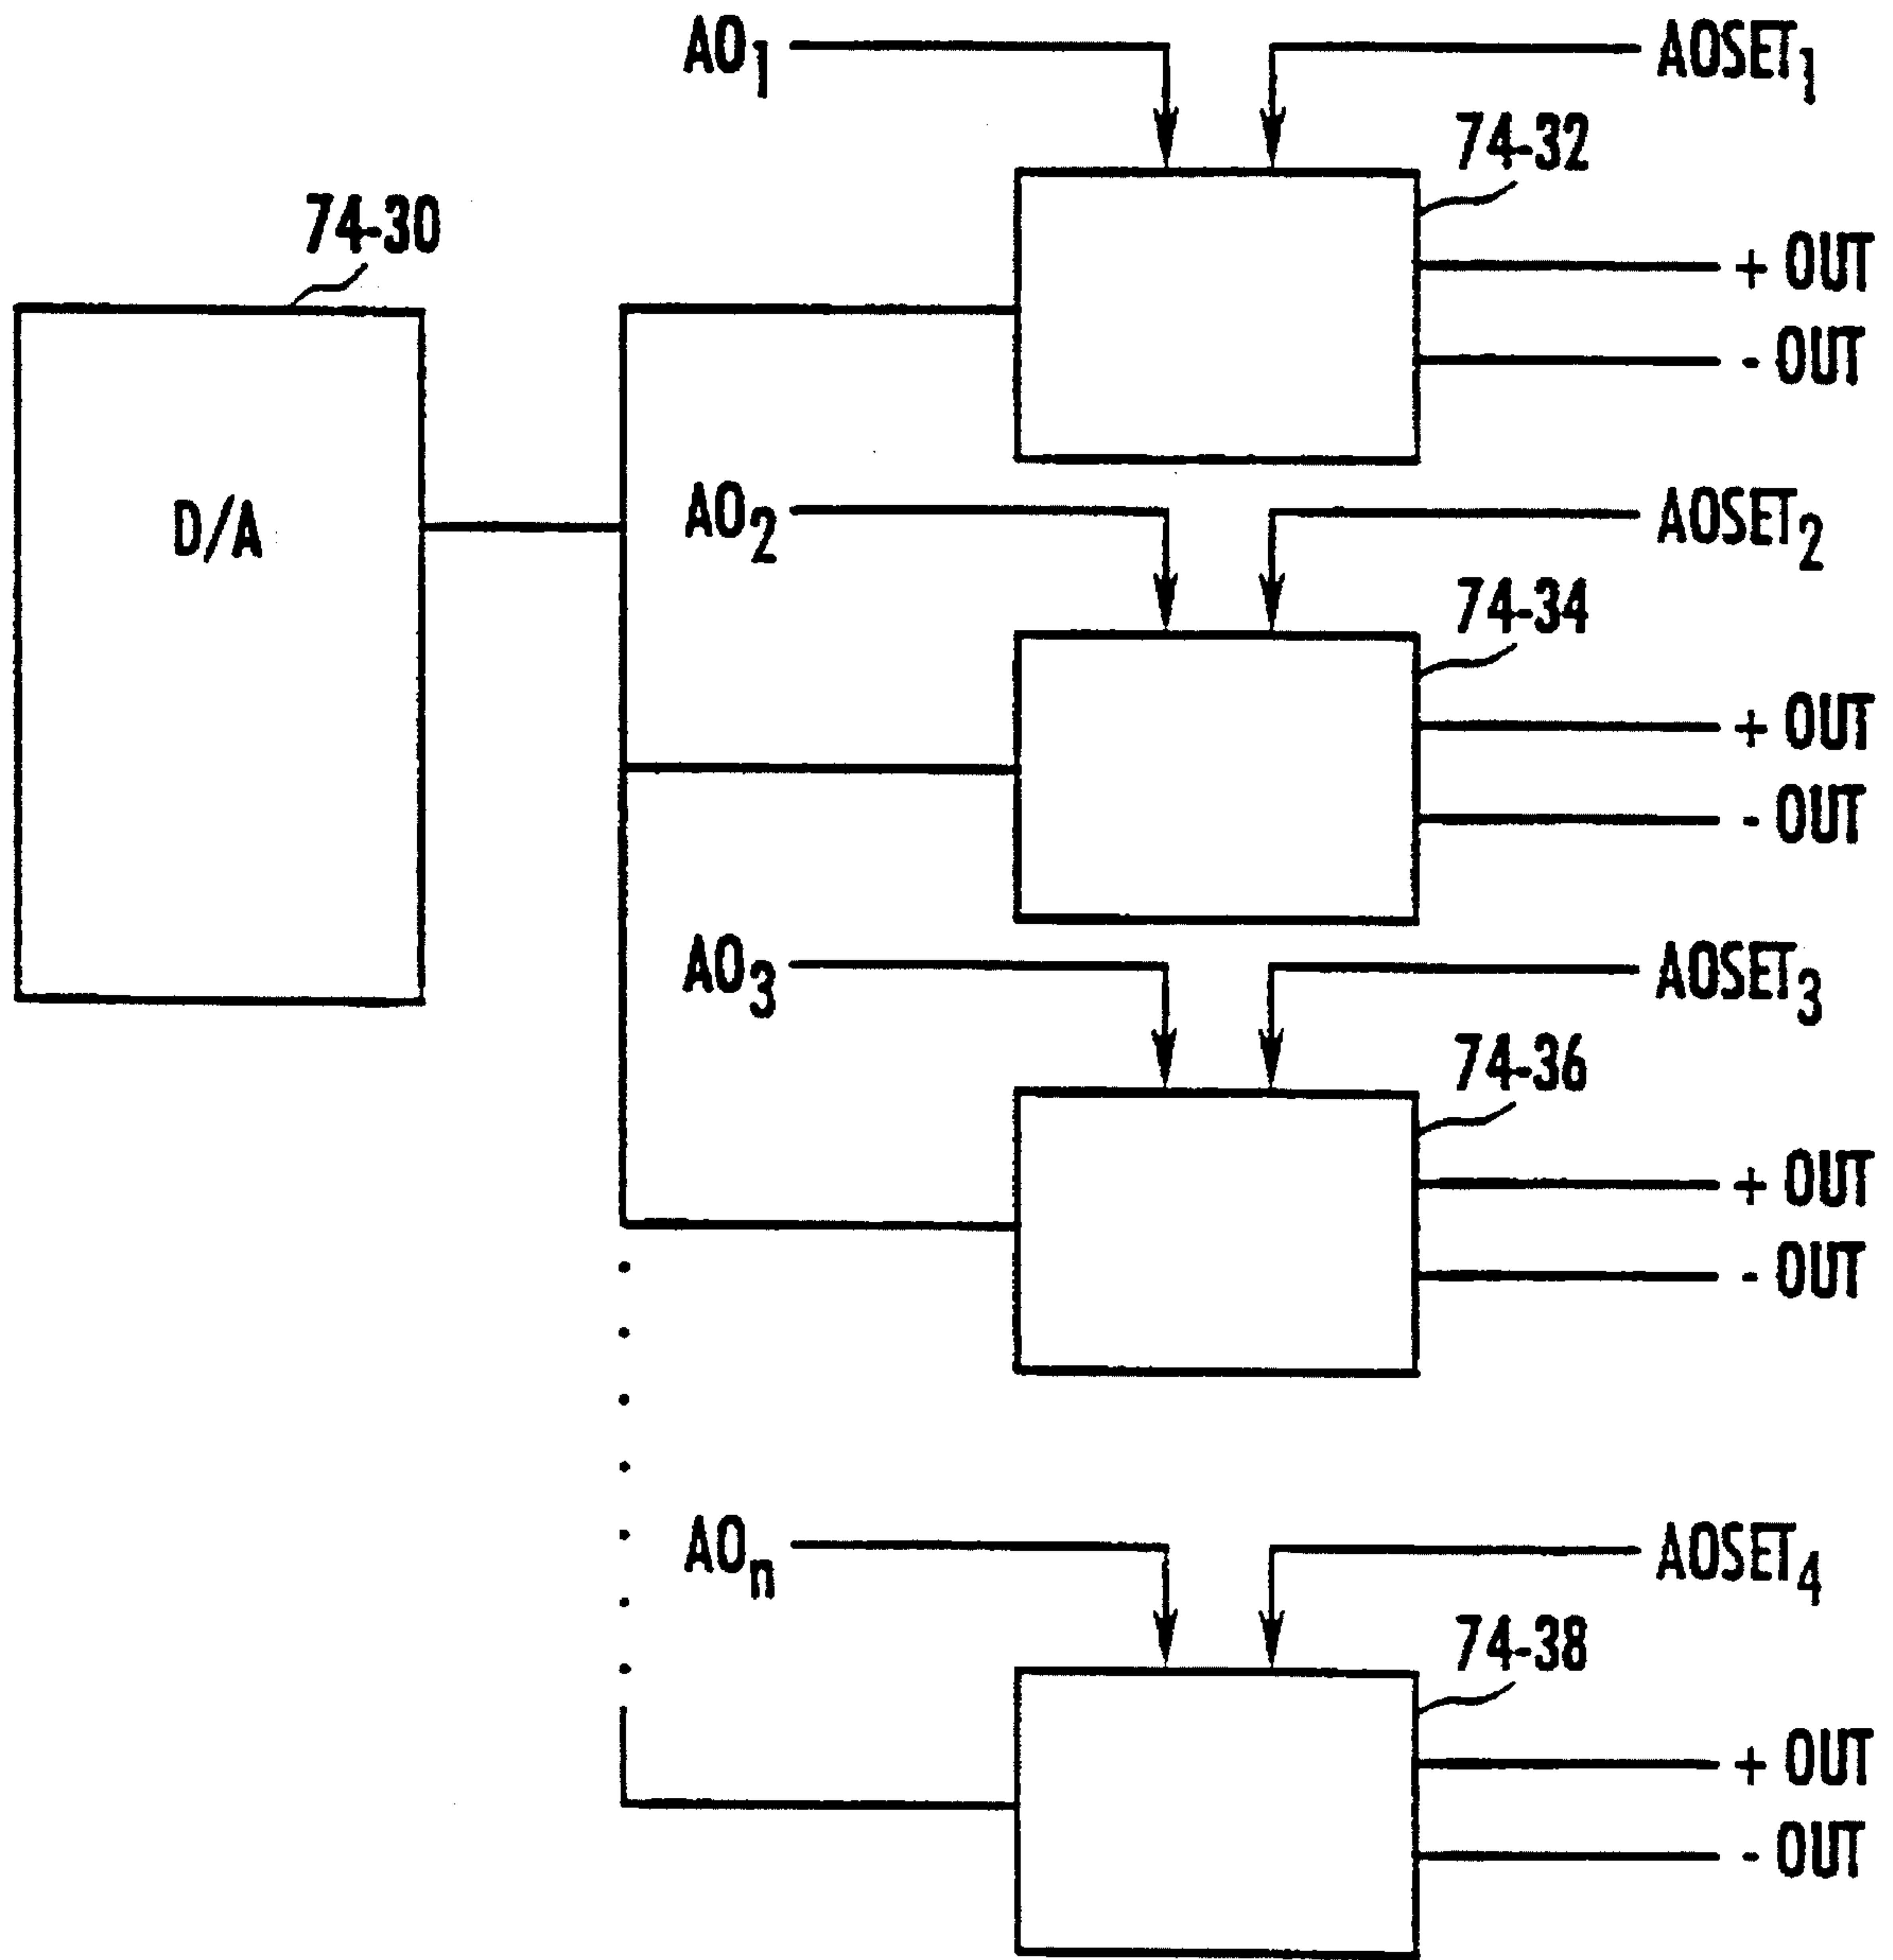 AO1
AOSET1
74-32
74-30
+ OUT
- OUT
D/A
AO2
AOSET2
74-34
+ OUT
- OUT
AO3
AOSET3
74-36
+ OUT
- OUT
AOn
AOSET4
74-38
+ OUT
- OUT